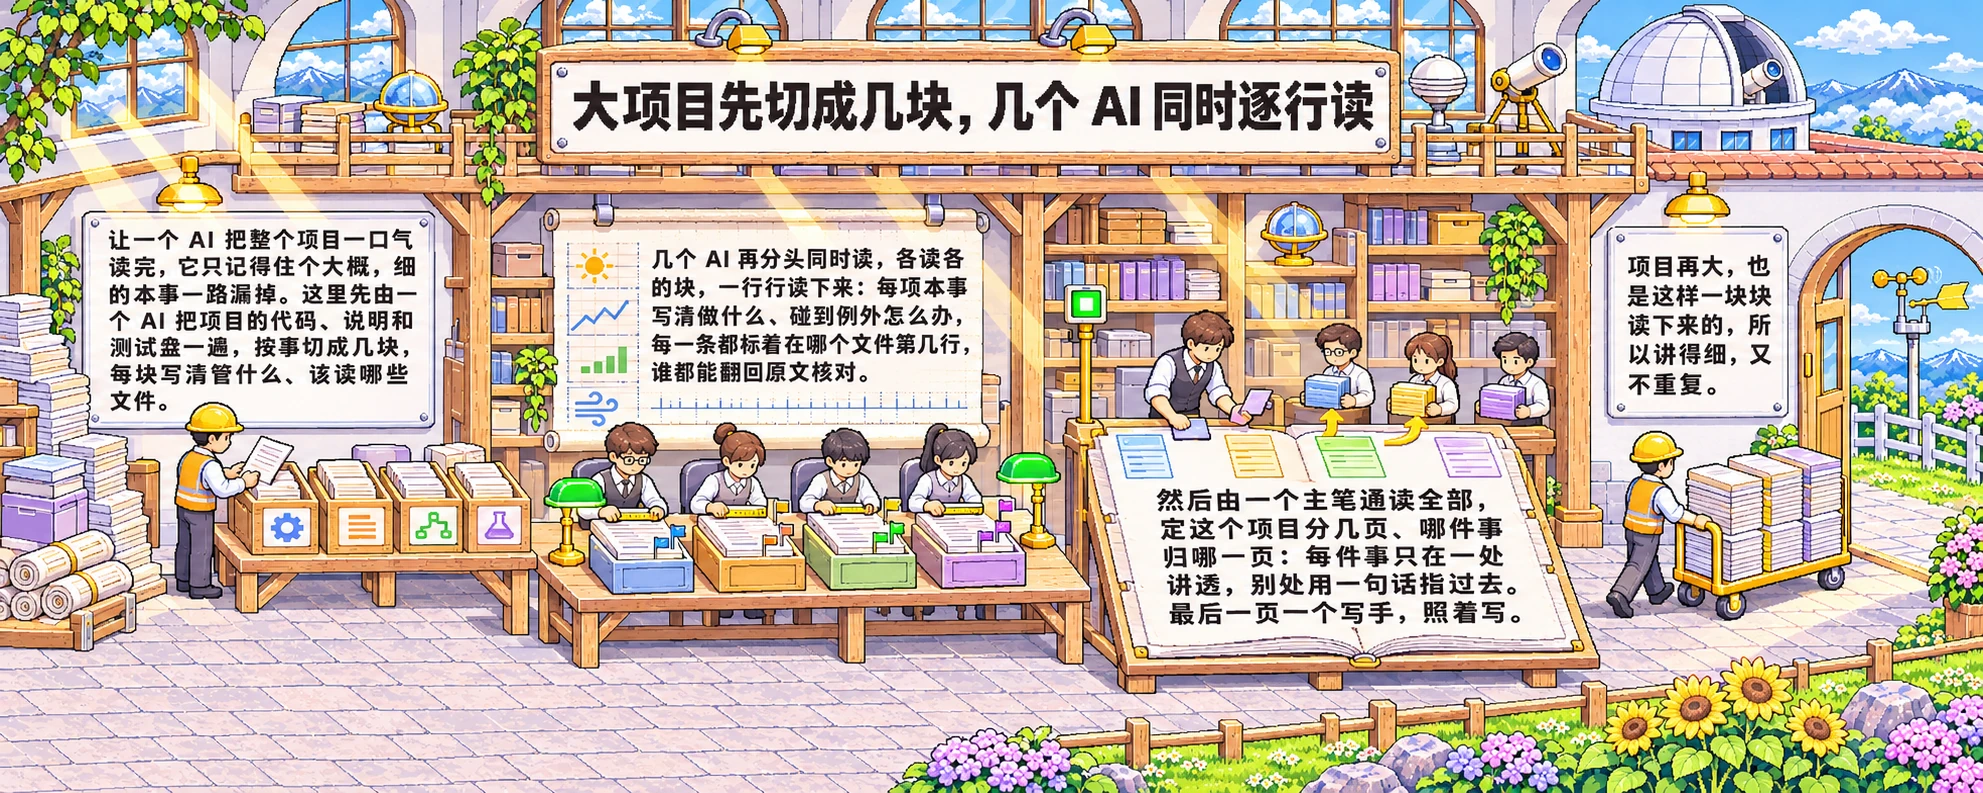 大项目先切成几块，几个 AI 同时逐行读
让一个 AI 把整个项目一口气
读完，它只记得住个大概，细
的本事一路漏掉。这里先由一
个 AI 把项目的代码、说明和
测试盘一遍，按事切成几块，
每块写清管什么、该读哪些
文件。
几个 AI 再分头同时读，各读各
的块，一行行读下来：每项本事
写清做什么、碰到例外怎么办，
每一条都标着在哪个文件第几行，
谁都能翻回原文核对。
然后由一个主笔通读全部，
定这个项目分几页、哪件事
归哪一页：每件事只在一处
讲透，别处用一句话指过去。
最后一页一个写手，照着写。
项目再大，也
是这样一块块
读下来的，所
以讲得细，又
不重复。